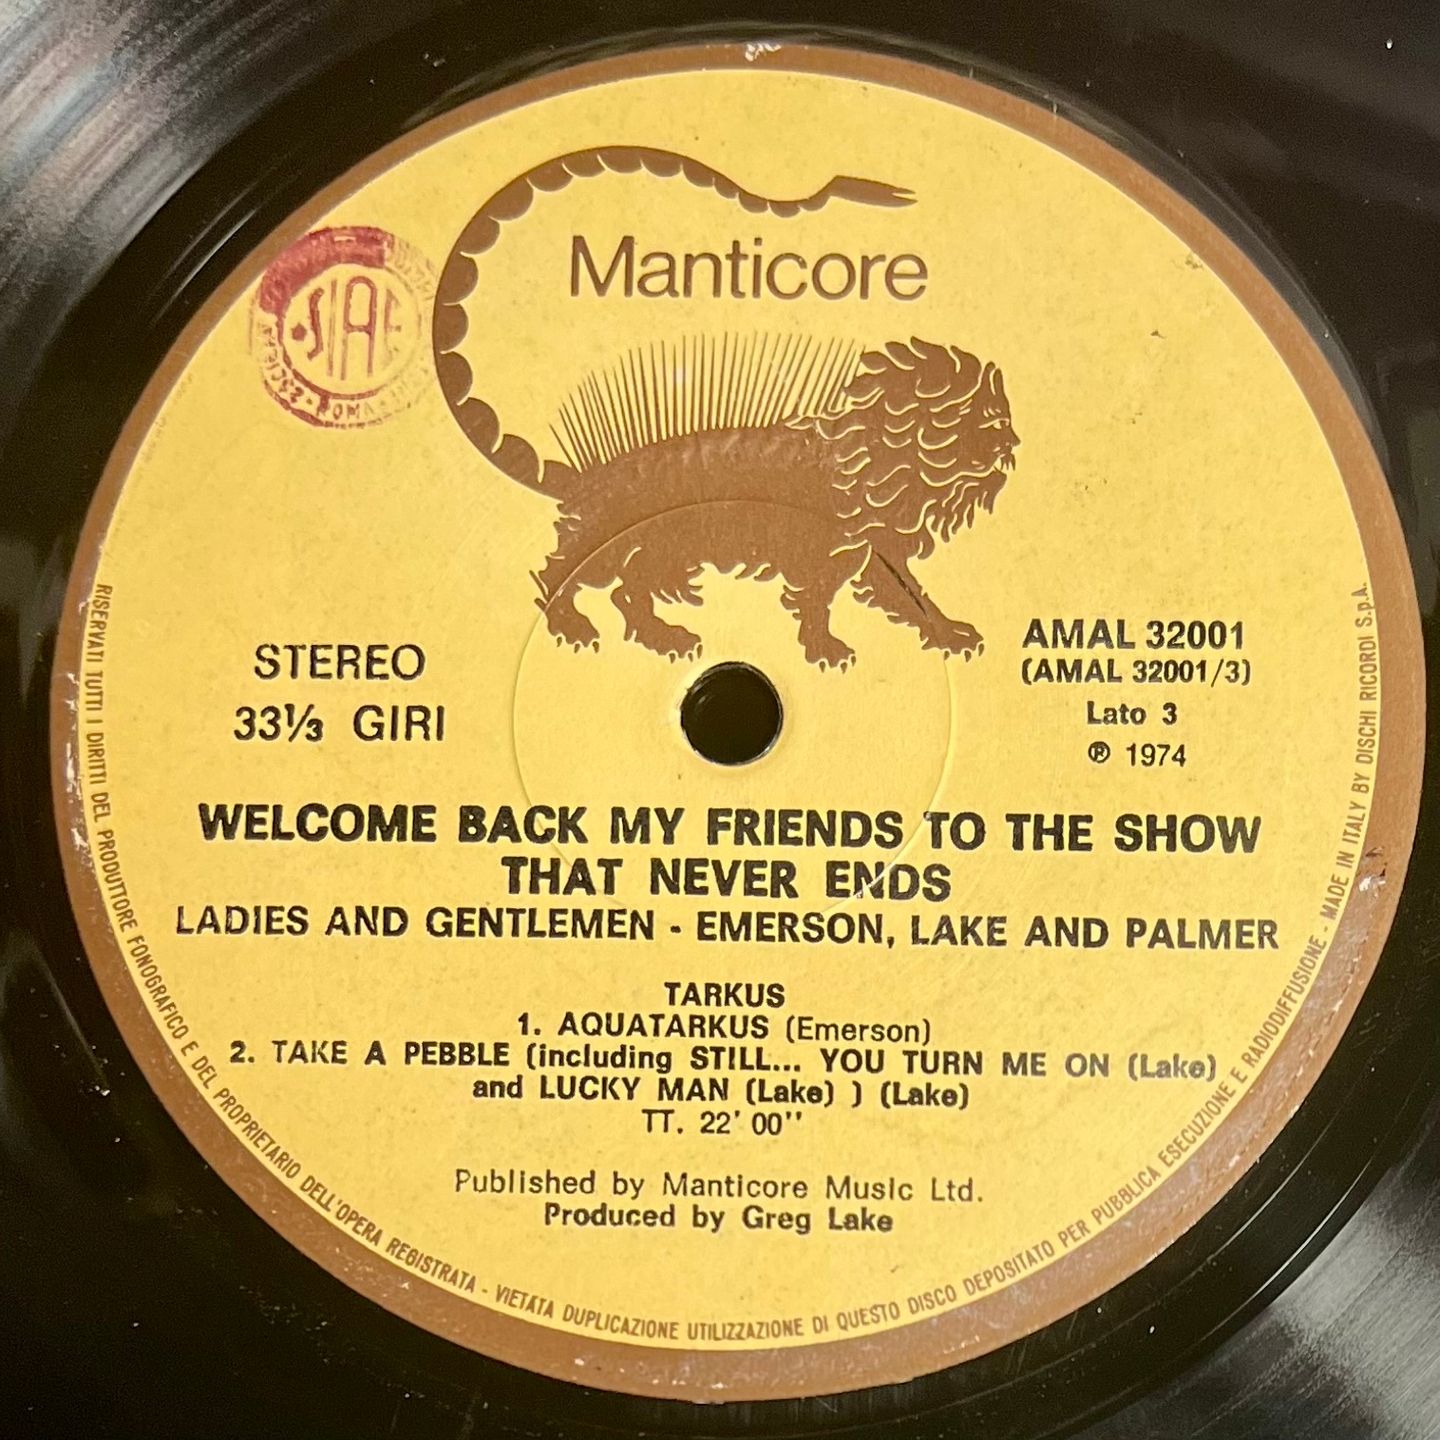 Manticore
SIAE
ROMA
STEREO
33⅓ GIRI
AMAL 32001
(AMAL 32001/3)
Lato 3
℗ 1974
WELCOME BACK MY FRIENDS TO THE SHOW
THAT NEVER ENDS
LADIES AND GENTLEMEN - EMERSON, LAKE AND PALMER
TARKUS
1. AQUATARKUS (Emerson)
2. TAKE A PEBBLE (including STILL... YOU TURN ME ON (Lake)
and LUCKY MAN (Lake) ) (Lake)
TT. 22' 00''
Published by Manticore Music Ltd.
Produced by Greg Lake
RISERVATI TUTTI I DIRITTI DEL PRODUTTORE FONOGRAFICO E DEL PROPRIETARIO DELL'OPERA REGISTRATA - VIETATA DUPLICAZIONE UTILIZZAZIONE DI QUESTO DISCO DEPOSITATO PER PUBBLICA ESECUZIONE E RADIODIFFUSIONE - MADE IN ITALY BY DISCHI RICORDI S.p.A.